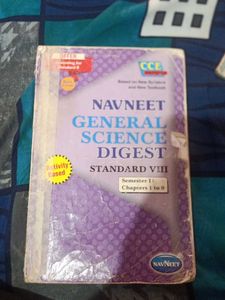 CCE
Based on New Syllabus
and New Textbook
NAVNEET
GENERAL
SCIENCE
DIGEST
STANDARD VIII
Semester I
Chapters 1 to 9
Activity
Based
NAVNEET